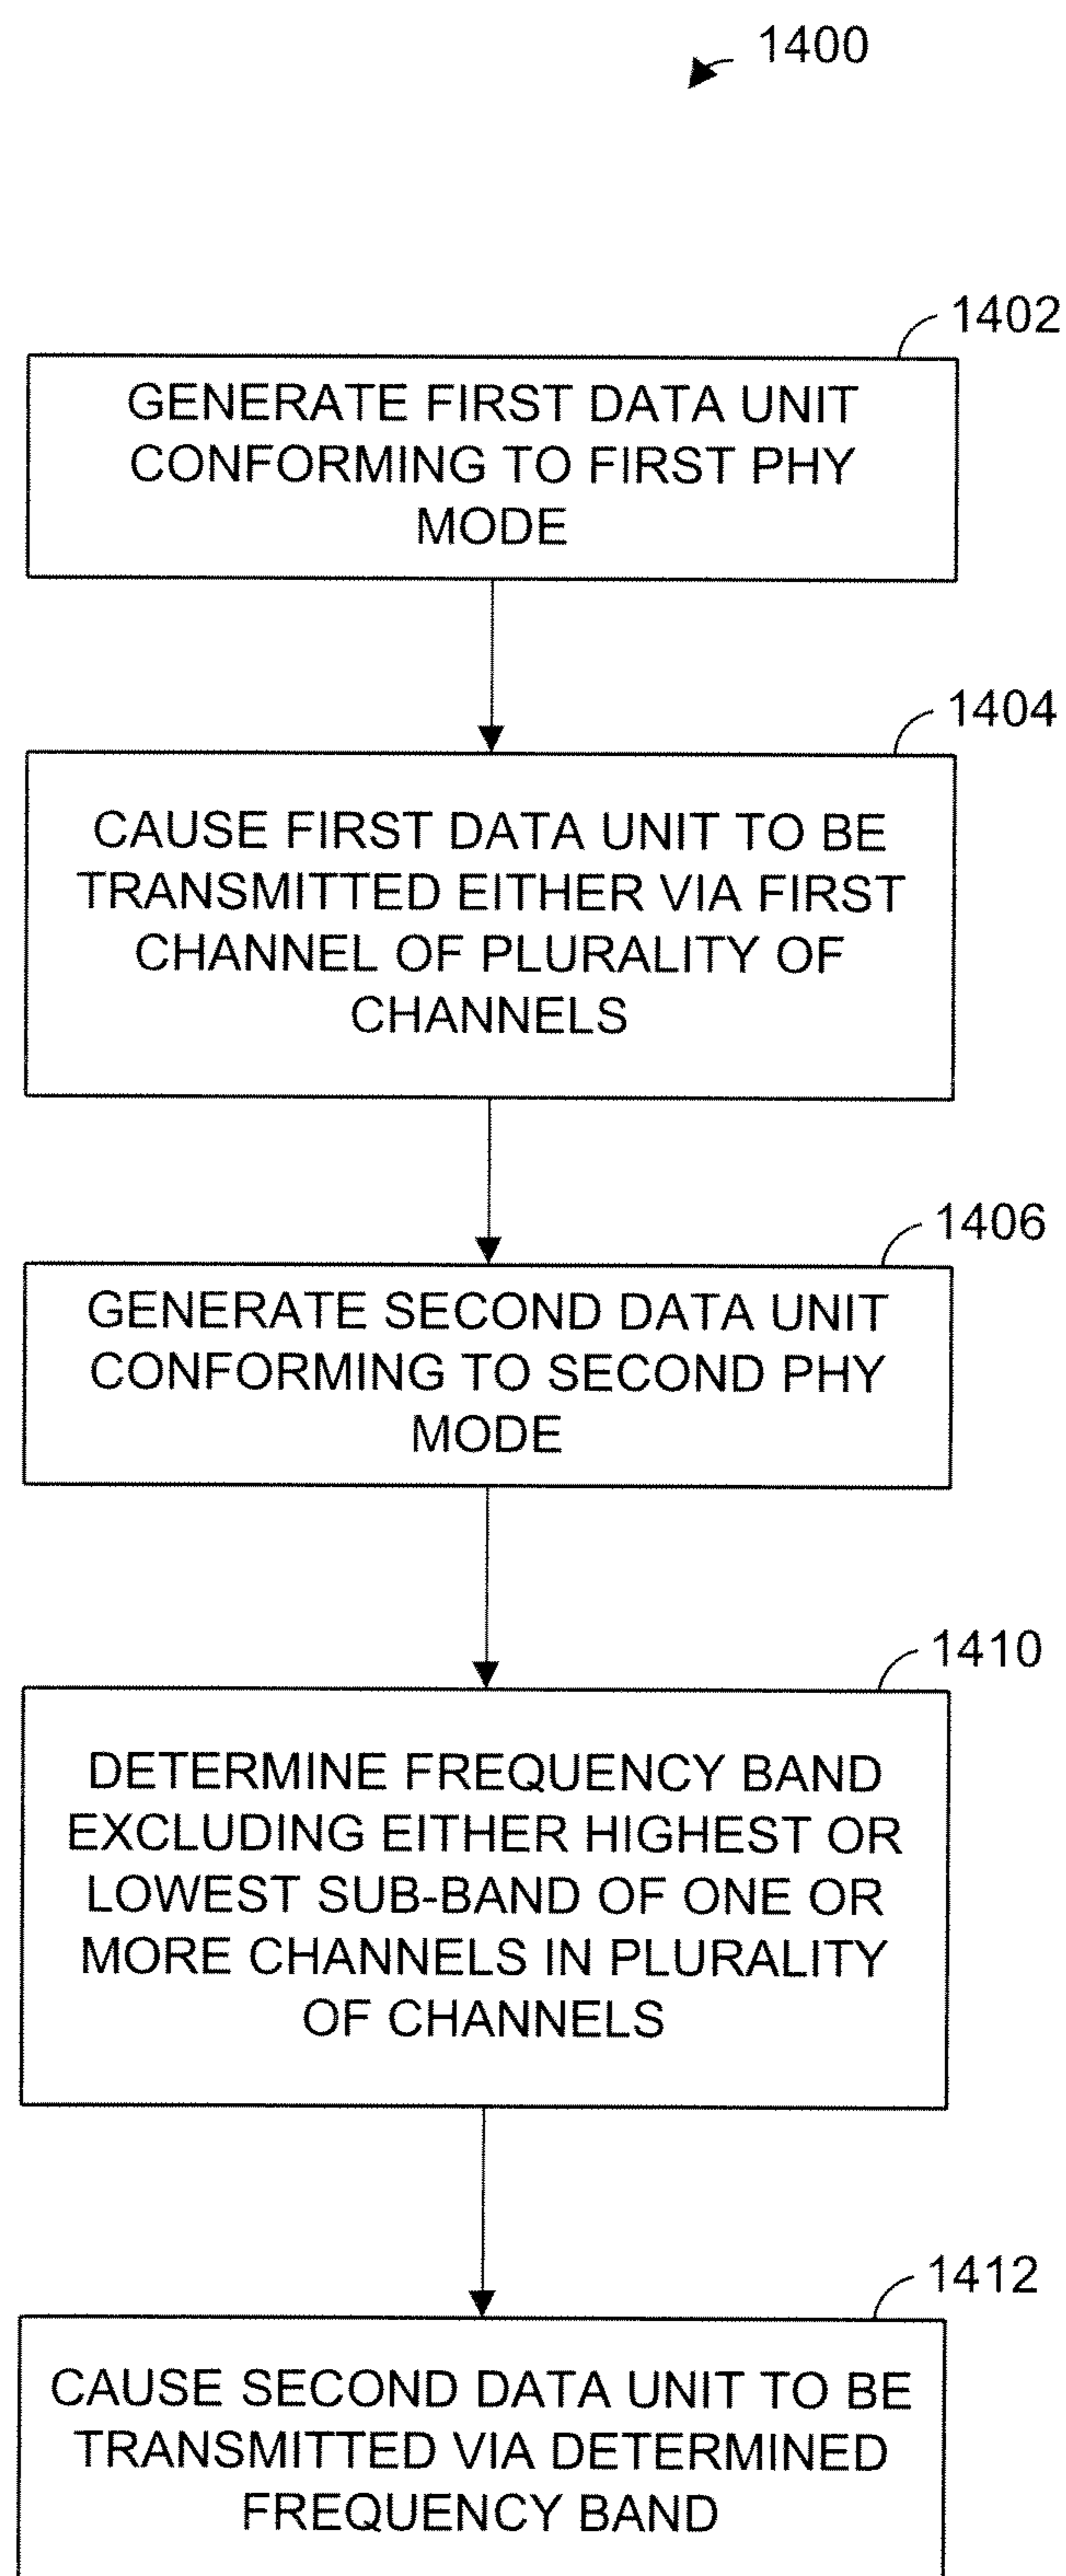 1400
1402
GENERATE FIRST DATA UNIT
CONFORMING TO FIRST PHY
MODE
1404
CAUSE FIRST DATA UNIT TO BE
TRANSMITTED EITHER VIA FIRST
CHANNEL OF PLURALITY OF
CHANNELS
1406
GENERATE SECOND DATA UNIT
CONFORMING TO SECOND PHY
MODE
1410
DETERMINE FREQUENCY BAND
EXCLUDING EITHER HIGHEST OR
LOWEST SUB-BAND OF ONE OR
MORE CHANNELS IN PLURALITY
OF CHANNELS
1412
CAUSE SECOND DATA UNIT TO BE
TRANSMITTED VIA DETERMINED
FREQUENCY BAND